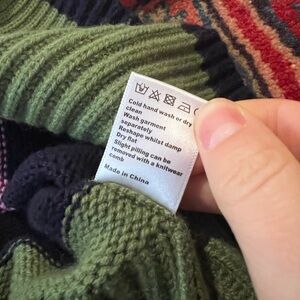 Cold hand wash or dry
clean
Wash garment
separately
Reshape whilst damp
Dry flat
Slight pilling can be
removed with a knitwear
comb
Made in China